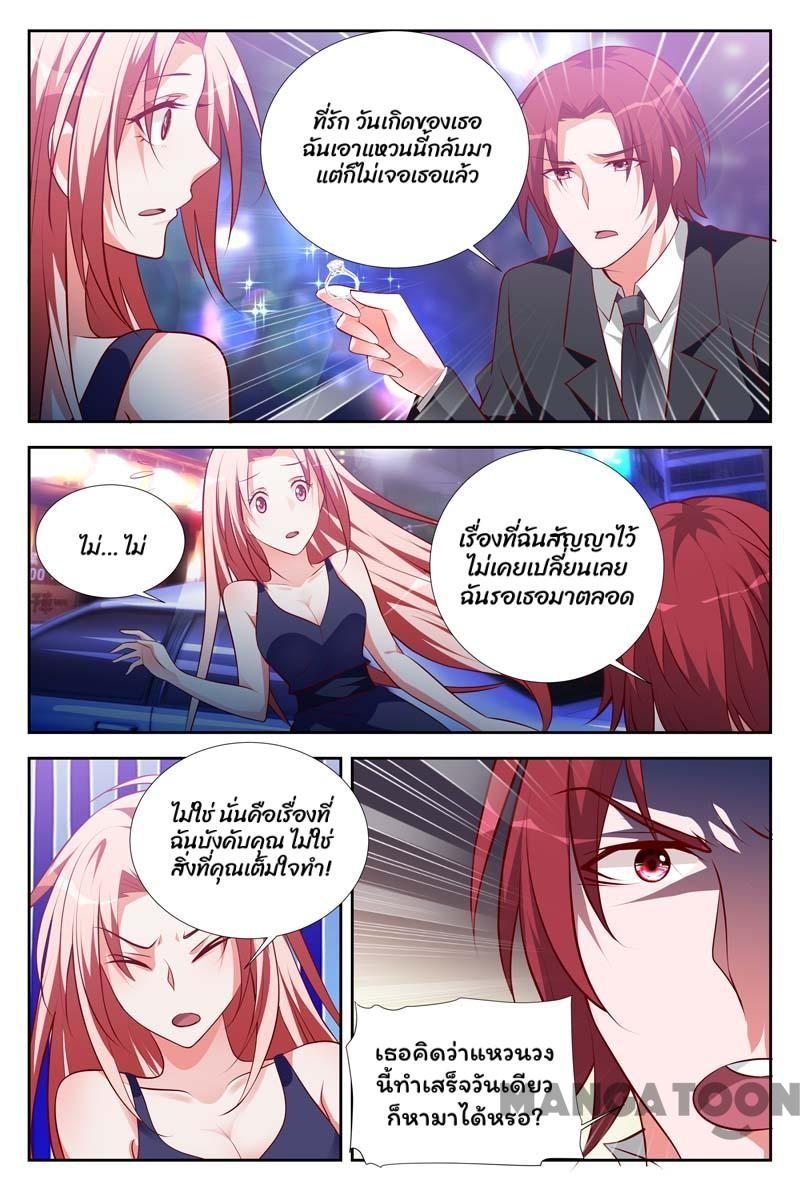 ที่รัก วันเกิดของเธอ
ฉันเอาแหวนนี้กลับมา
แต่ก็ไม่เจอเธอแล้ว
ไม่... ไม่
เรื่องที่ฉันสัญญาไว้
ไม่เคยเปลี่ยนเลย
ฉันรอเธอมาตลอด
ไม่ใช่ นั่นคือเรื่องที่
ฉันบังคับคุณ ไม่ใช่
สิ่งที่คุณเต็มใจทำ!
เธอคิดว่าแหวนวง
นี้ทำเสร็จวันเดียว
ก็หามาได้หรอ?
MANGATOON